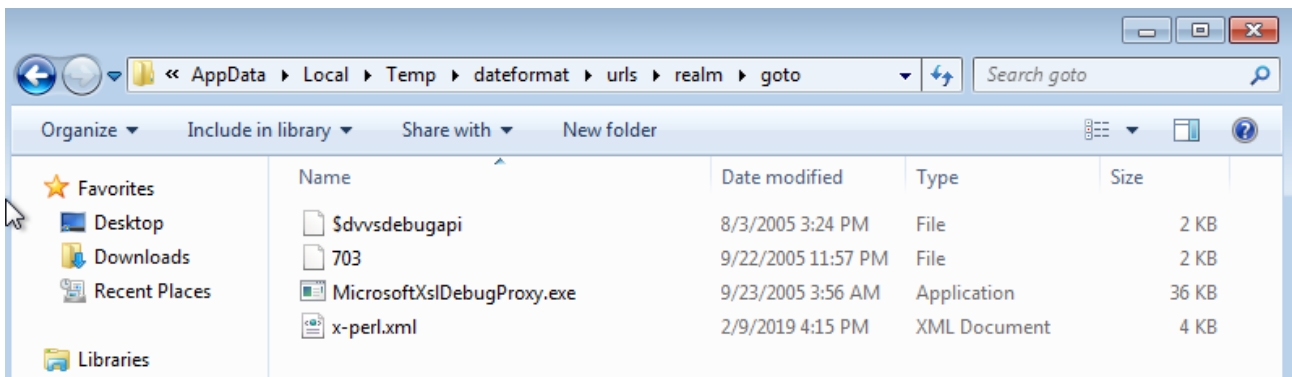 « AppData ▸ Local ▸ Temp ▸ dateformat ▸ urls ▸ realm ▸ goto Search goto
Organize Include in library Share with New folder
Favorites
Desktop
Downloads
Recent Places
Libraries
Name Date modified Type Size
$dvvsdebugapi 8/3/2005 3:24 PM File 2 KB
703 9/22/2005 11:57 PM File 2 KB
MicrosoftXslDebugProxy.exe 9/23/2005 3:56 AM Application 36 KB
x-perl.xml 2/9/2019 4:15 PM XML Document 4 KB